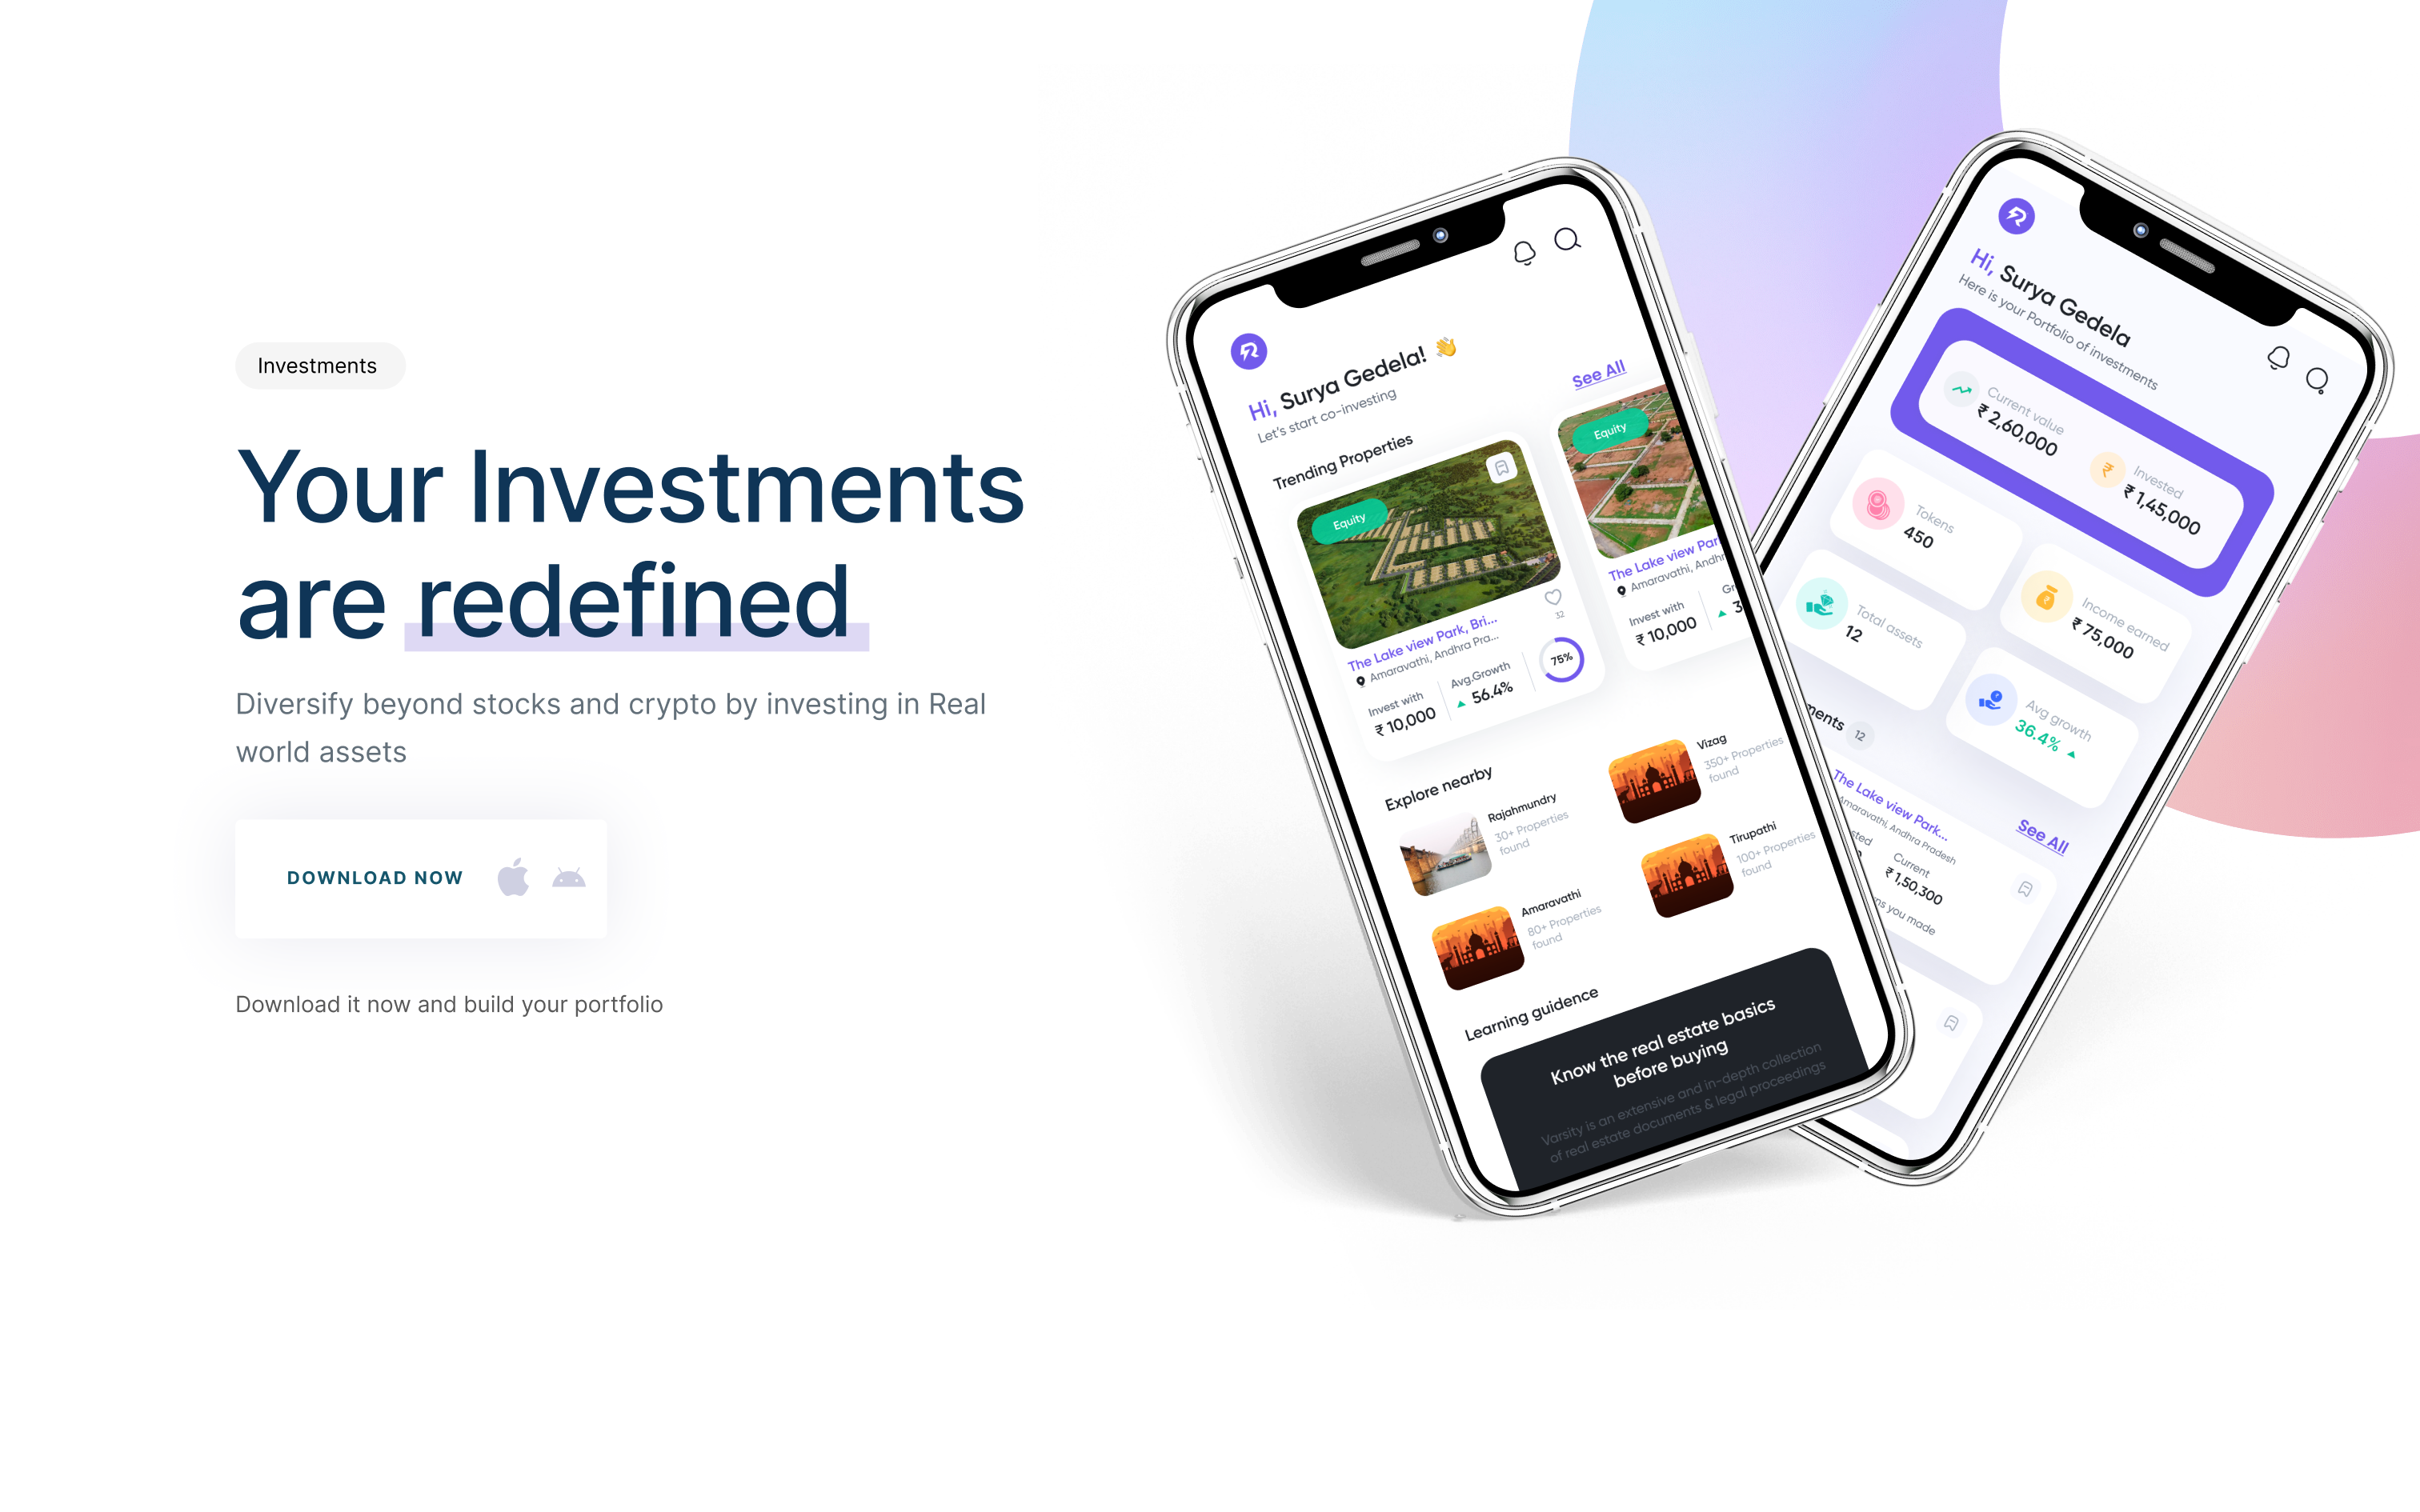 Investments
Your Investments
are redefined
Diversify beyond stocks and crypto by investing in Real
world assets
DOWNLOAD NOW
Download it now and build your portfolio
Hi, Surya Gedela! 👋
Let's start co-investing
Trending Properties
See All
Equity
The Lake view Park, Bri...
Amaravathi, Andhra Pra...
32
Invest with
₹ 10,000
Avg.Growth
56.4%
75%
Equity
The Lake view Par
Amaravathi, Andhr
Invest with
₹ 10,000
Gr
3
Explore nearby
Rajahmundry
30+ Properties
found
Vizag
350+ Properties
found
Amaravathi
80+ Properties
found
Tirupathi
100+ Properties
found
Learning guidence
Know the real estate basics
before buying
Varsity is an extensive and in-depth collection
of real estate documents & legal proceedings
Hi, Surya Gedela
Here is your Portfolio of investments
Current value
₹ 2,60,000
Invested
₹ 1,45,000
Tokens
450
Income earned
₹ 75,000
Total assets
12
Avg growth
36.4%
ments 12
See All
The Lake view Park...
Amaravathi, Andhra Pradesh
sted
Current
₹ 1,50,300
ns you made